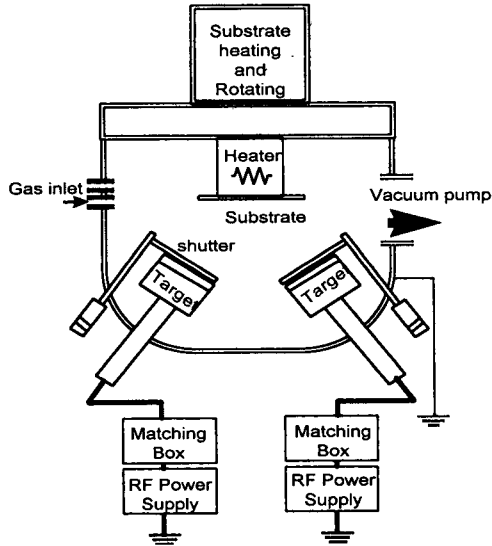 Substrate
heating
and
Rotating
Heater
Gas inlet
Vacuum pump
Substrate
shutter
Targe
Targe
Matching
Box
RF Power
Supply
Matching
Box
RF Power
Supply